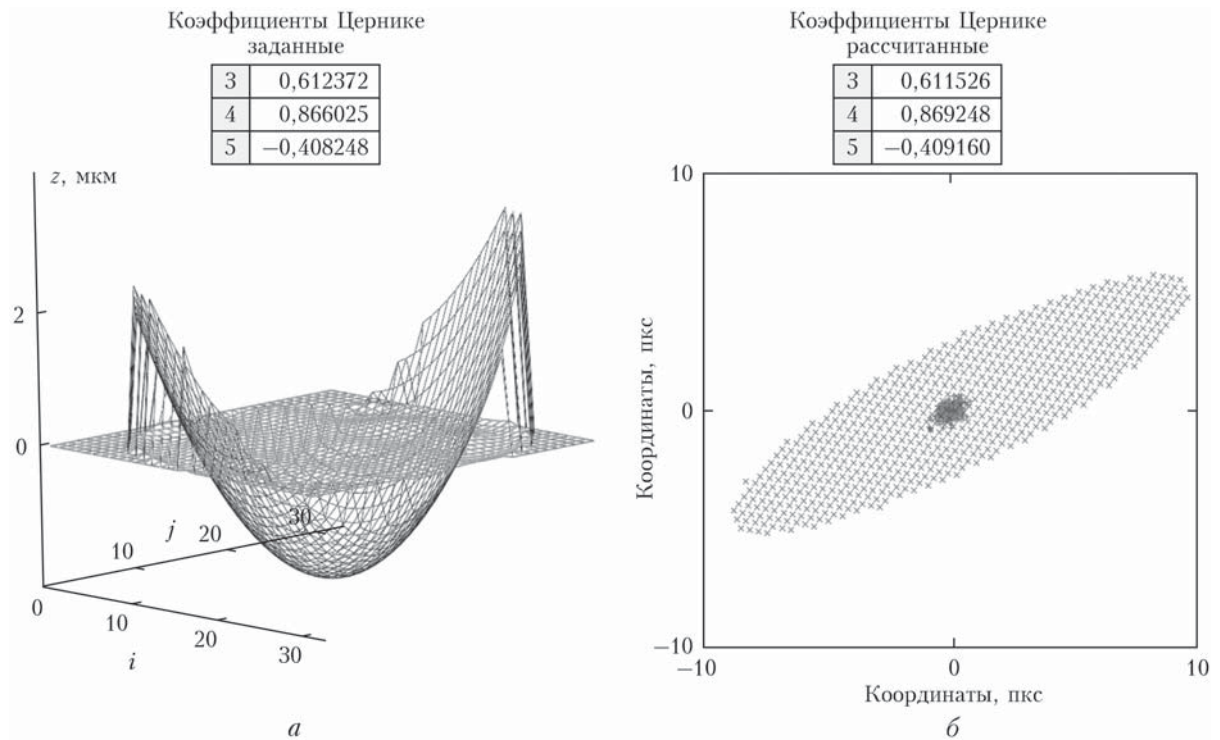 Коэффициенты Цернике
заданные
3 0,612372
4 0,866025
5 −0,408248
z, мкм
2
0
j
10
20
30
0
10
20
30
i
а
Коэффициенты Цернике
рассчитанные
3 0,611526
4 0,869248
5 −0,409160
10
0
−10
Координаты, пкс
−10
0
10
Координаты, пкс
б